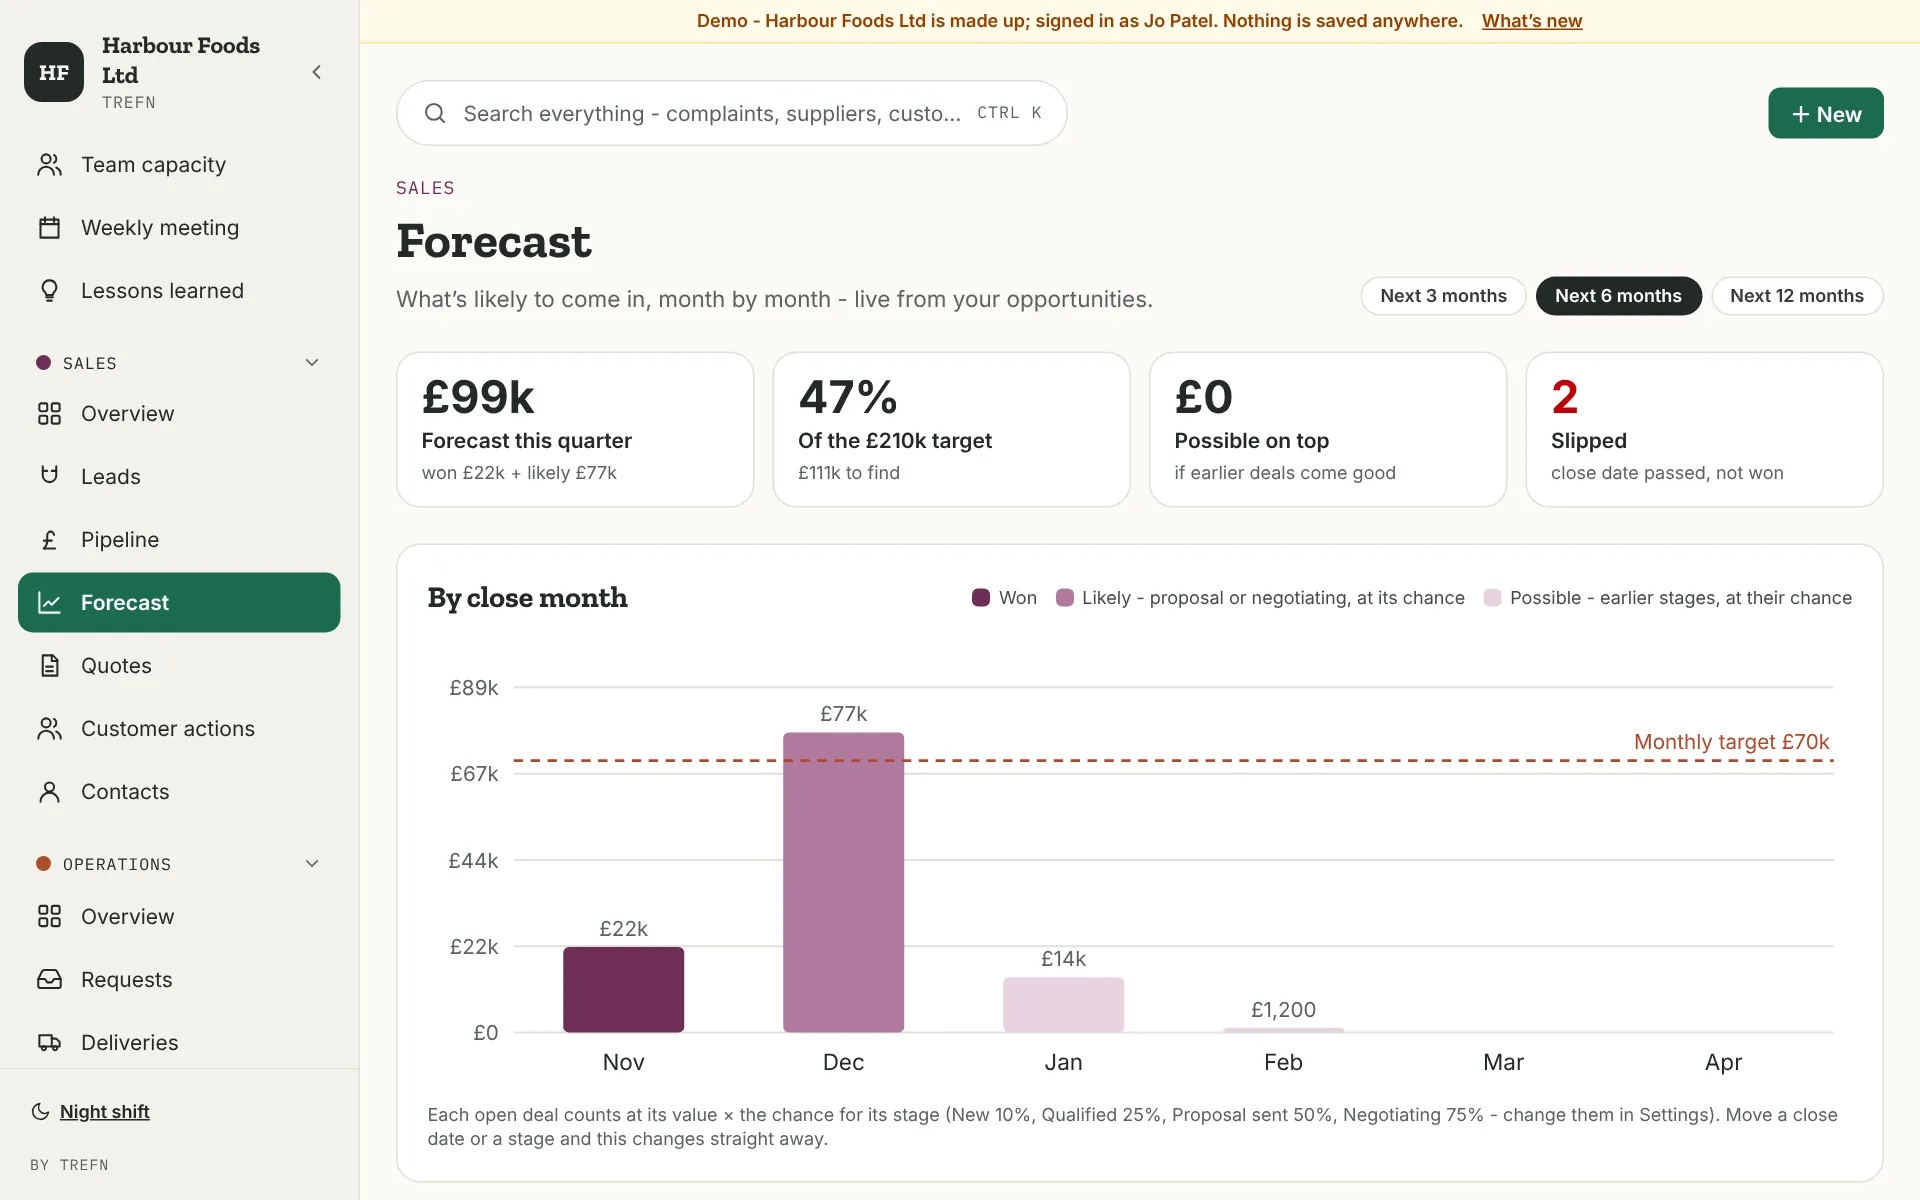 Demo - Harbour Foods Ltd is made up; signed in as Jo Patel. Nothing is saved anywhere. What's new
HF
Harbour Foods
Ltd
TREFN
Team capacity
Weekly meeting
Lessons learned
SALES
Overview
Leads
Pipeline
Forecast
Quotes
Customer actions
Contacts
OPERATIONS
Overview
Requests
Deliveries
Night shift
BY TREFN
Search everything - complaints, suppliers, custo... CTRL K
+ New
SALES
Forecast
What's likely to come in, month by month - live from your opportunities.
Next 3 months
Next 6 months
Next 12 months
£99k
Forecast this quarter
won £22k + likely £77k
47%
Of the £210k target
£111k to find
£0
Possible on top
if earlier deals come good
2
Slipped
close date passed, not won
By close month
Won
Likely - proposal or negotiating, at its chance
Possible - earlier stages, at their chance
£89k
£67k
£44k
£22k
£0
Monthly target £70k
£22k
£77k
£14k
£1,200
Nov
Dec
Jan
Feb
Mar
Apr
Each open deal counts at its value × the chance for its stage (New 10%, Qualified 25%, Proposal sent 50%, Negotiating 75% - change them in Settings). Move a close
date or a stage and this changes straight away.